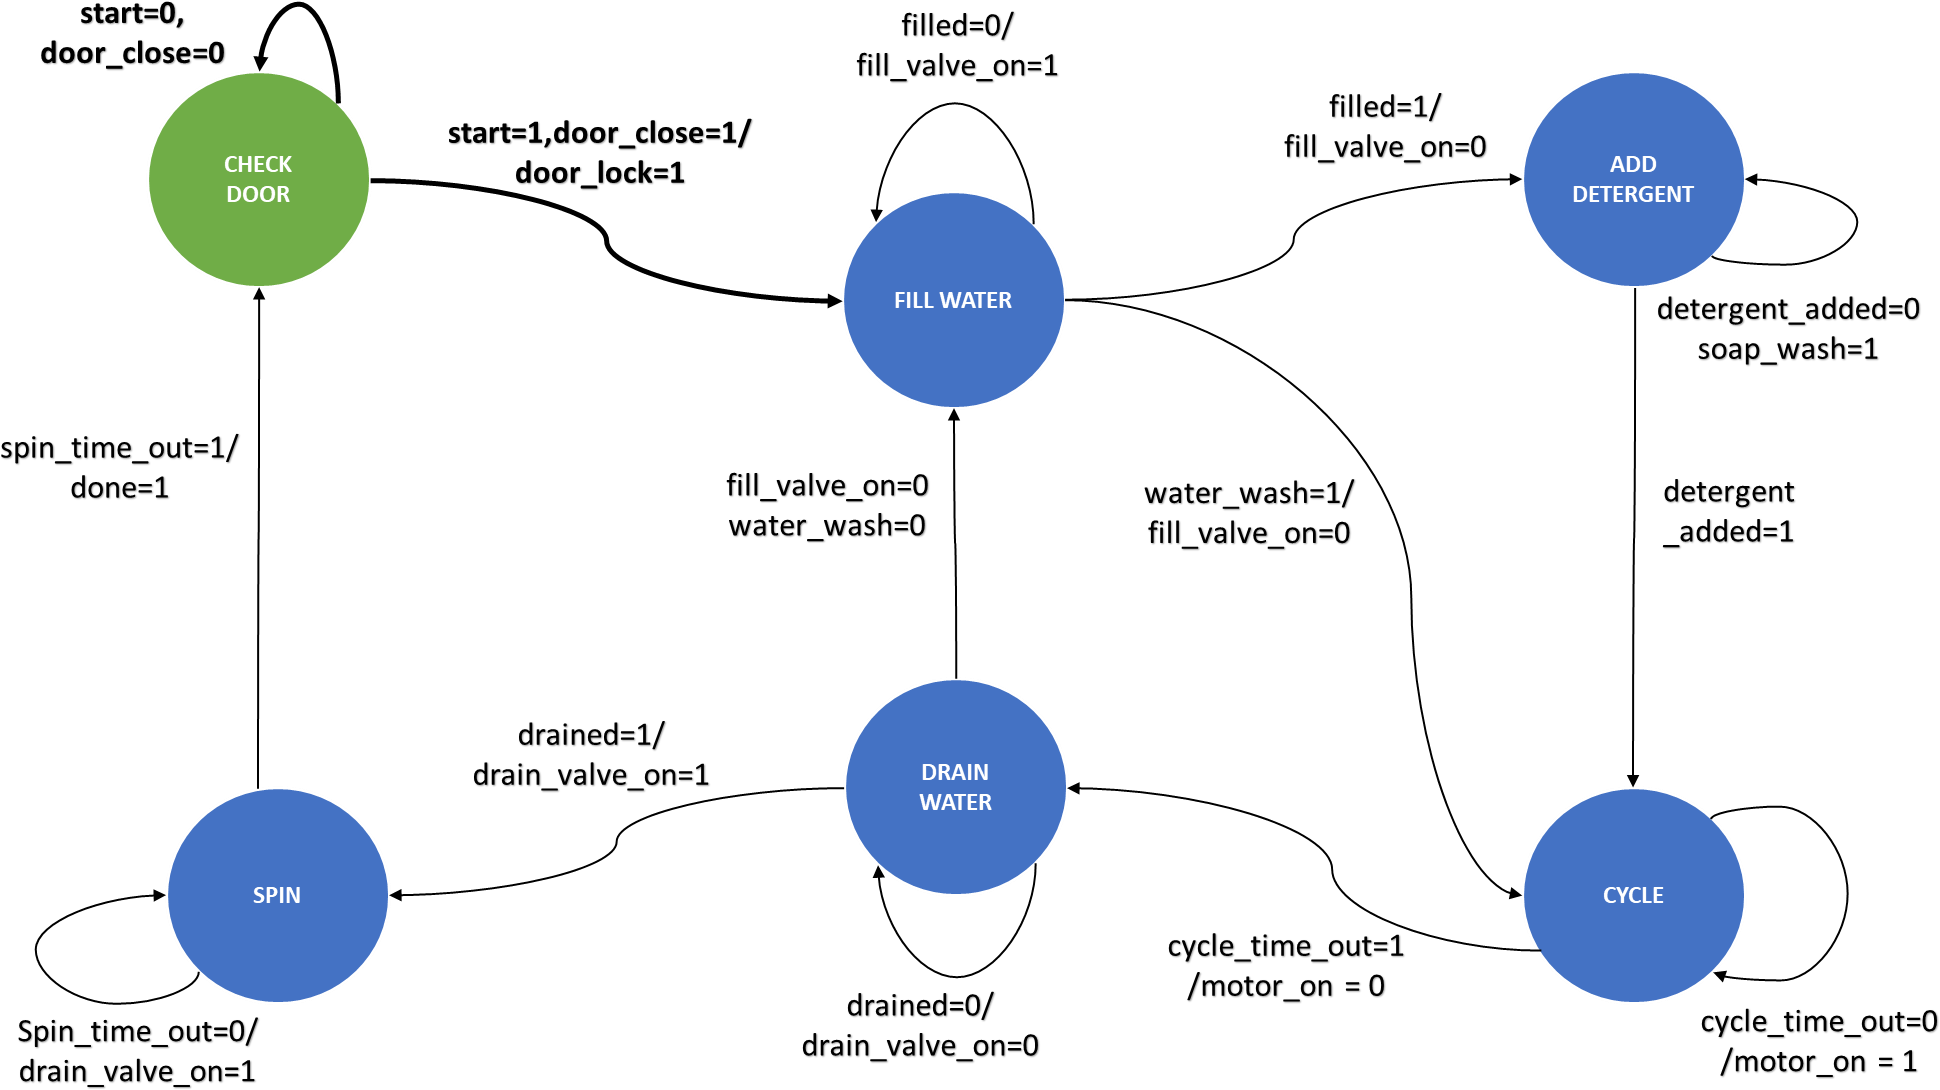 start=0,
door_close=0
filled=0/
fill_valve_on=1
filled=1/
fill_valve_on=0
start=1,door_close=1/
door_lock=1
CHECK
DOOR
ADD
DETERGENT
FILL WATER
detergent_added=0
soap_wash=1
spin_time_out=1/
done=1
fill_valve_on=0
water_wash=0
water_wash=1/
fill_valve_on=0
detergent
_added=1
drained=1/
drain_valve_on=1
DRAIN
WATER
SPIN
CYCLE
cycle_time_out=1
/motor_on = 0
drained=0/
drain_valve_on=0
Spin_time_out=0/
drain_valve_on=1
cycle_time_out=0
/motor_on = 1